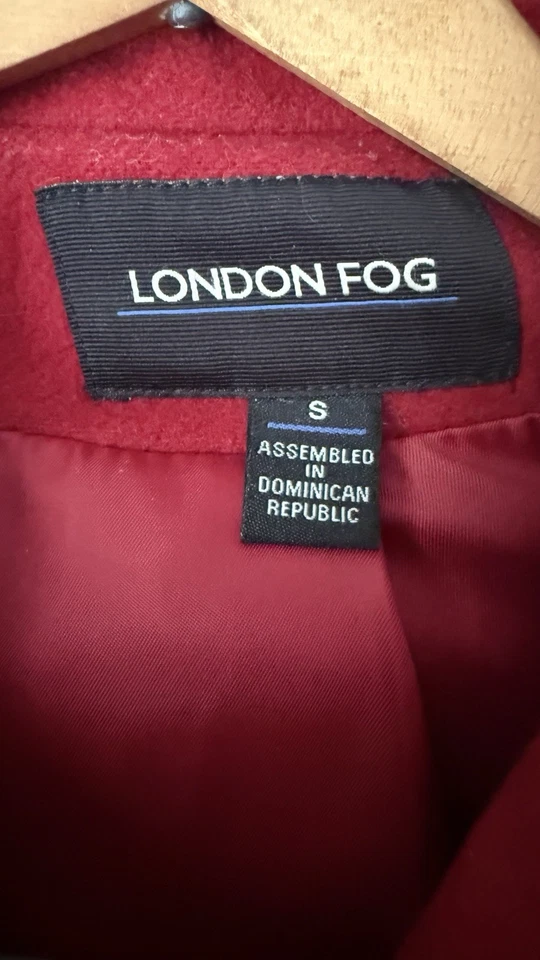 LONDON FOG
S
ASSEMBLED
IN
DOMINICAN
REPUBLIC